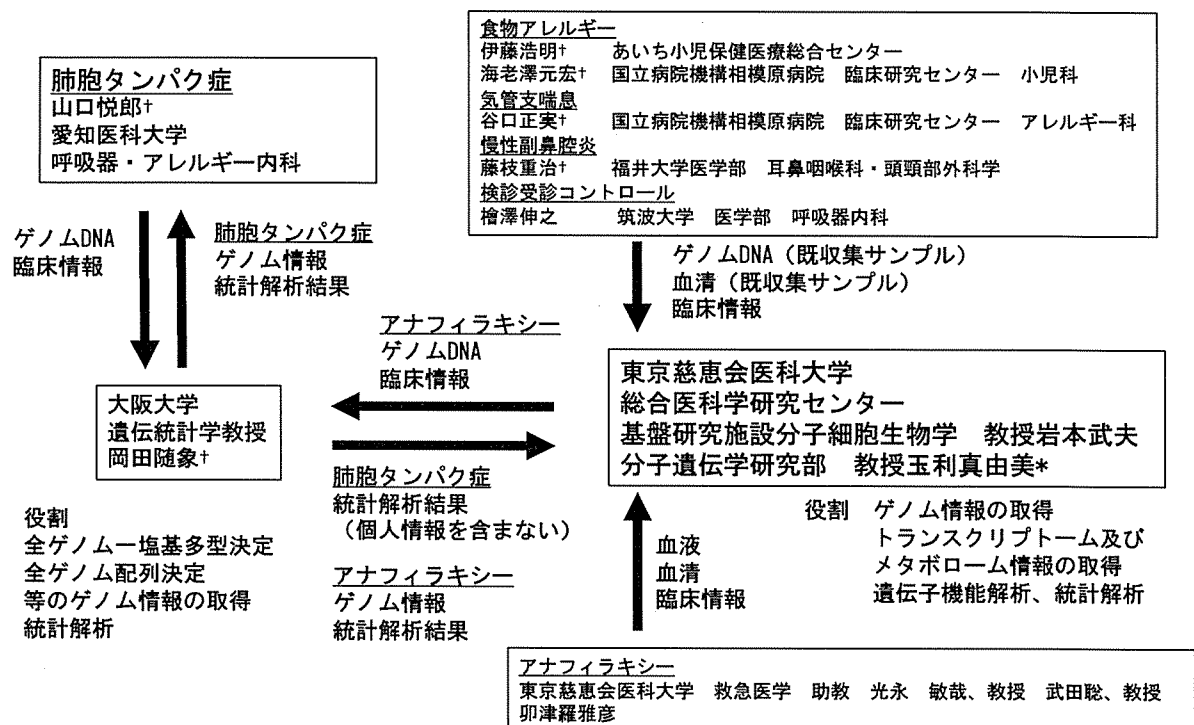 肺胞タンパク症
山口悦郎†
愛知医科大学
呼吸器・アレルギー内科
食物アレルギー
伊藤浩明† あいち小児保健医療総合センター
海老澤元宏† 国立病院機構相模原病院 臨床研究センター 小児科
気管支喘息
谷口正実† 国立病院機構相模原病院 臨床研究センター アレルギー科
慢性副鼻腔炎
藤枝重治† 福井大学医学部 耳鼻咽喉科・頭頸部外科学
検診受診コントロール
檜澤伸之 筑波大学 医学部 呼吸器内科
ゲノムDNA
臨床情報
肺胞タンパク症
ゲノム情報
統計解析結果
ゲノムDNA（既収集サンプル）
血清（既収集サンプル）
臨床情報
アナフィラキシー
ゲノムDNA
臨床情報
大阪大学
遺伝統計学教授
岡田随象†
東京慈恵会医科大学
総合医科学研究センター
基盤研究施設分子細胞生物学 教授岩本武夫
分子遺伝学研究部 教授玉利真由美*
役割
全ゲノム一塩基多型決定
全ゲノム配列決定
等のゲノム情報の取得
統計解析
肺胞タンパク症
統計解析結果
（個人情報を含まない）
アナフィラキシー
ゲノム情報
統計解析結果
血液
血清
臨床情報
役割 ゲノム情報の取得
トランスクリプトーム及び
メタボローム情報の取得
遺伝子機能解析、統計解析
アナフィラキシー
東京慈恵会医科大学 救急医学 助教 光永 敏哉、教授 武田聡、教授
卯津羅雅彦